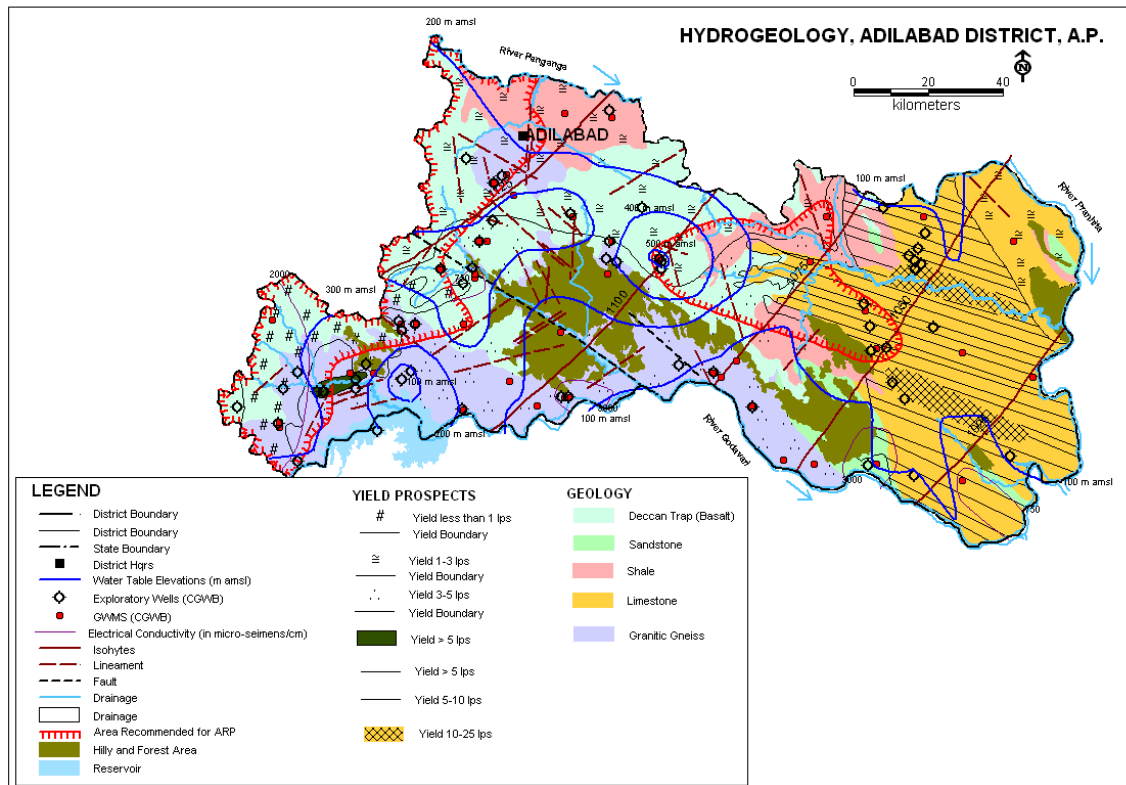 HYDROGEOLOGY, ADILABAD DISTRICT, A.P.
N
0 20 40
kilometers
200 m amsl
River Penganga
ADILABAD
100 m amsl
River Pranhita
400 m amsl
500 m amsl
2000
300 m amsl
1100
100 m amsl
200 m amsl
100 m amsl
River Godavari
3000
100 m amsl
LEGEND
District Boundary
District Boundary
State Boundary
District Hqrs
Water Table Elevations (m amsl)
Exploratory Wells (CGWB)
GWMS (CGWB)
Electrical Conductivity (in micro-seimens/cm)
Isohytes
Lineament
Fault
Drainage
Drainage
Area Recommended for ARP
Hilly and Forest Area
Reservoir
YIELD PROSPECTS
# Yield less than 1 lps
Yield Boundary
≅ Yield 1-3 lps
Yield Boundary
Yield 3-5 lps
Yield Boundary
Yield > 5 lps
Yield > 5 lps
Yield 5-10 lps
Yield 10-25 lps
GEOLOGY
Deccan Trap (Basalt)
Sandstone
Shale
Limestone
Granitic Gneiss